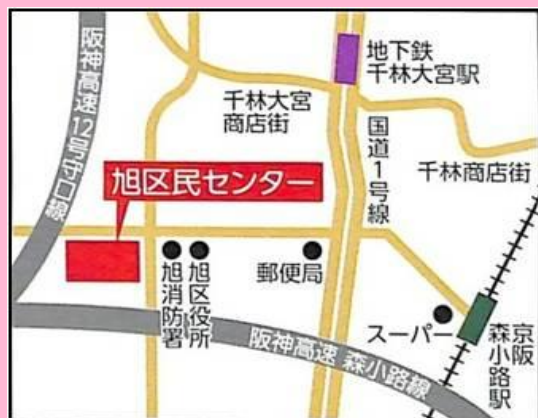 阪神高速12号守口線
地下鉄
千林大宮駅
千林大宮
商店街
国道1号線
千林商店街
旭区民センター
旭消防署
旭区役所
郵便局
スーパー
京阪
森小路駅
阪神高速 森小路線